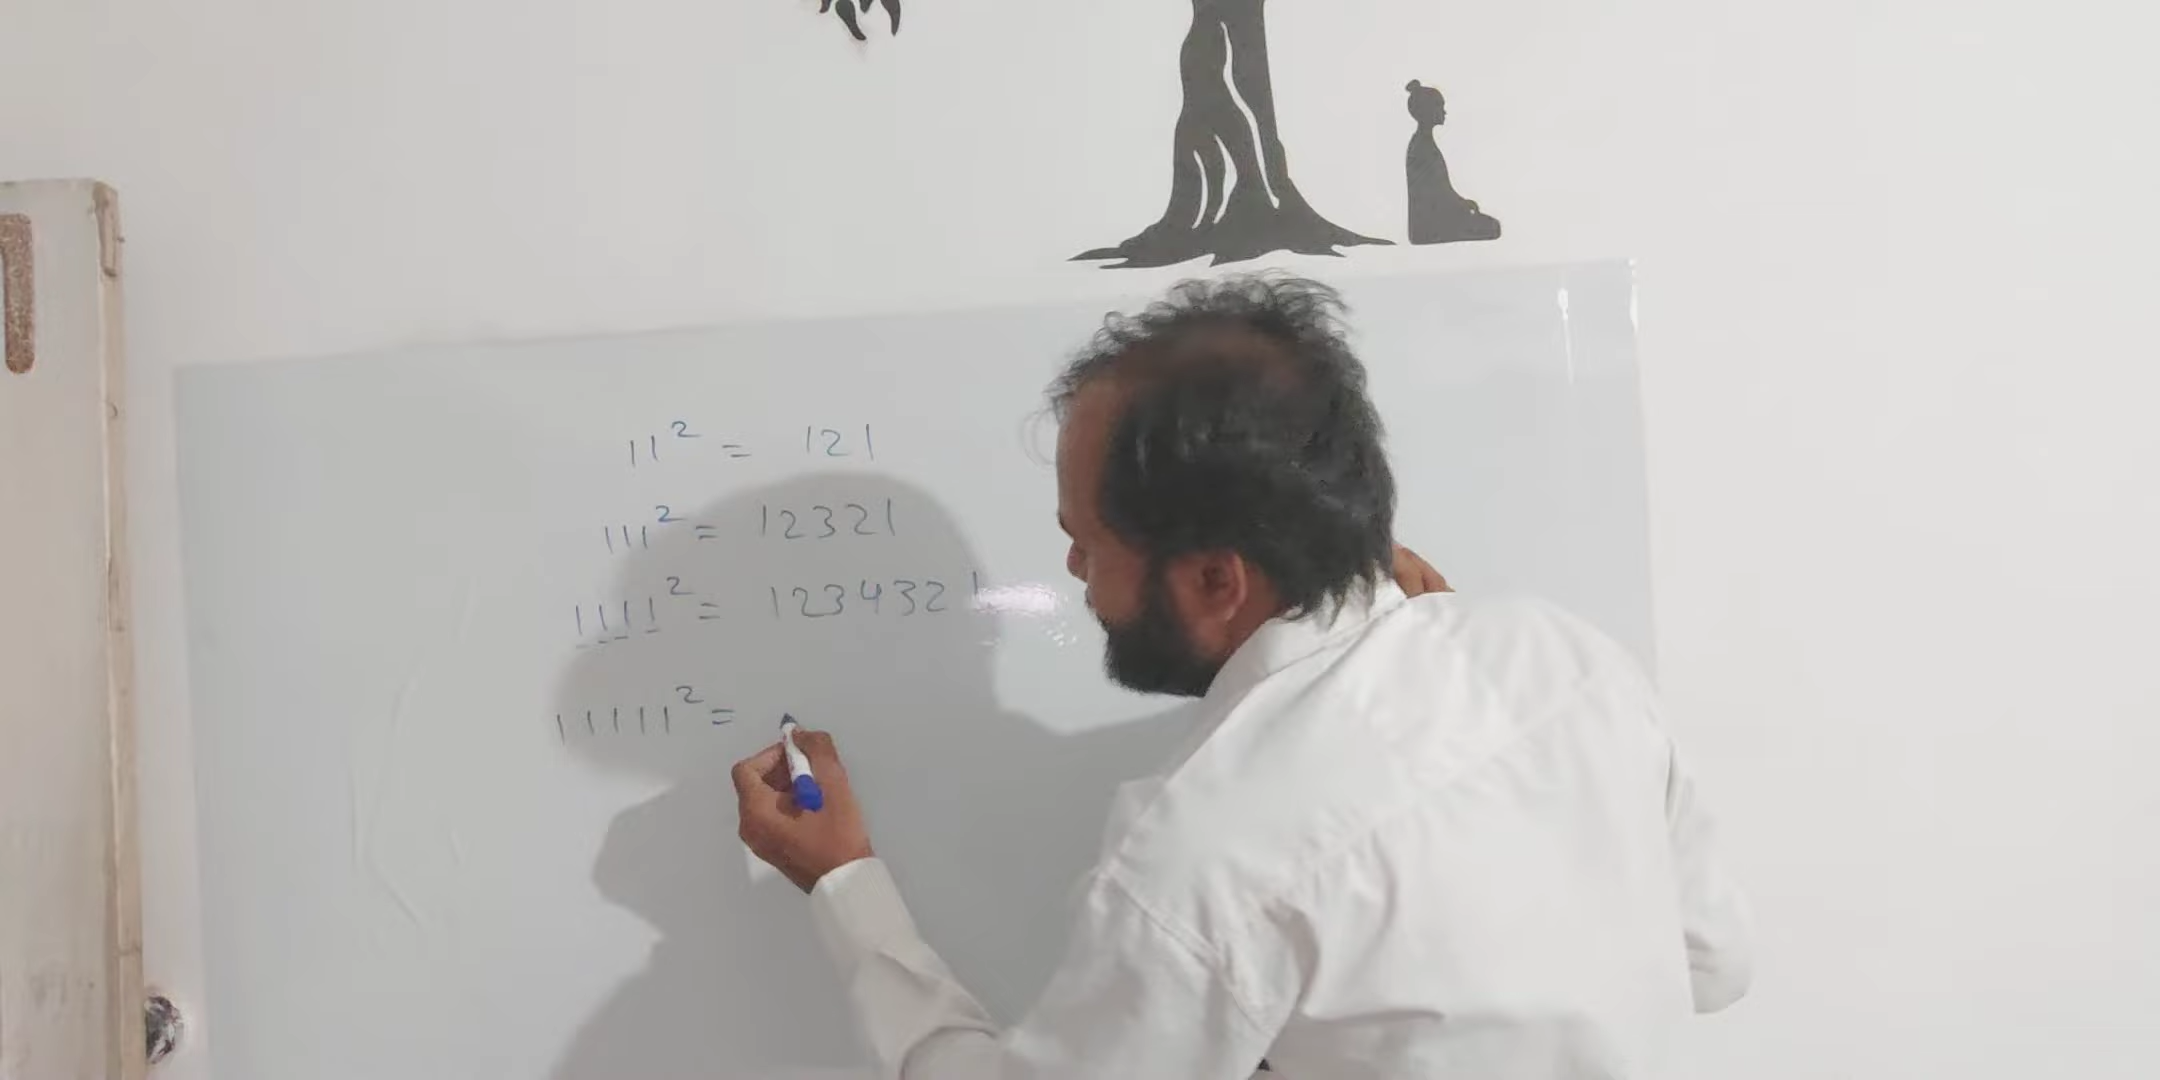 11² = 121
111² = 12321
1111² = 1234321
11111² =